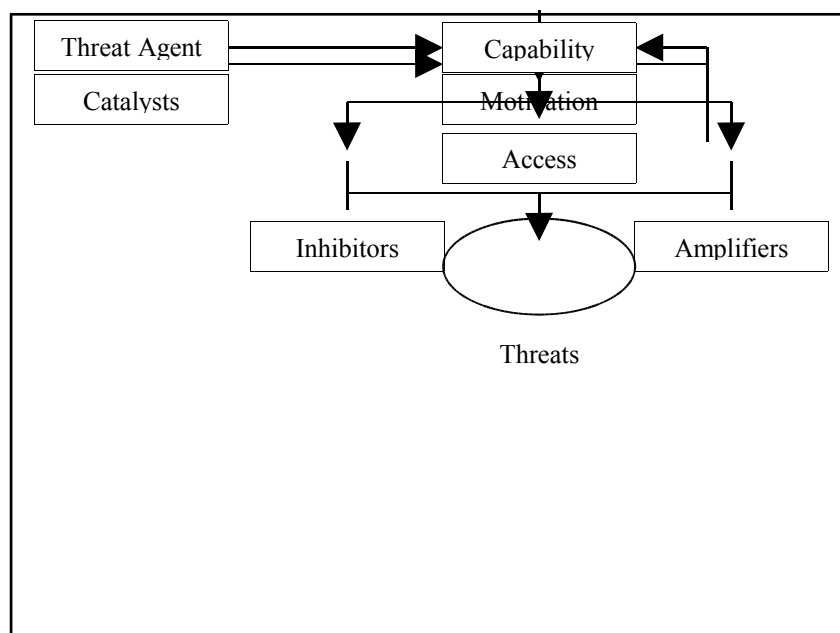 Threat Agent
Capability
Catalysts
Motivation
Access
Inhibitors
Amplifiers
Threats